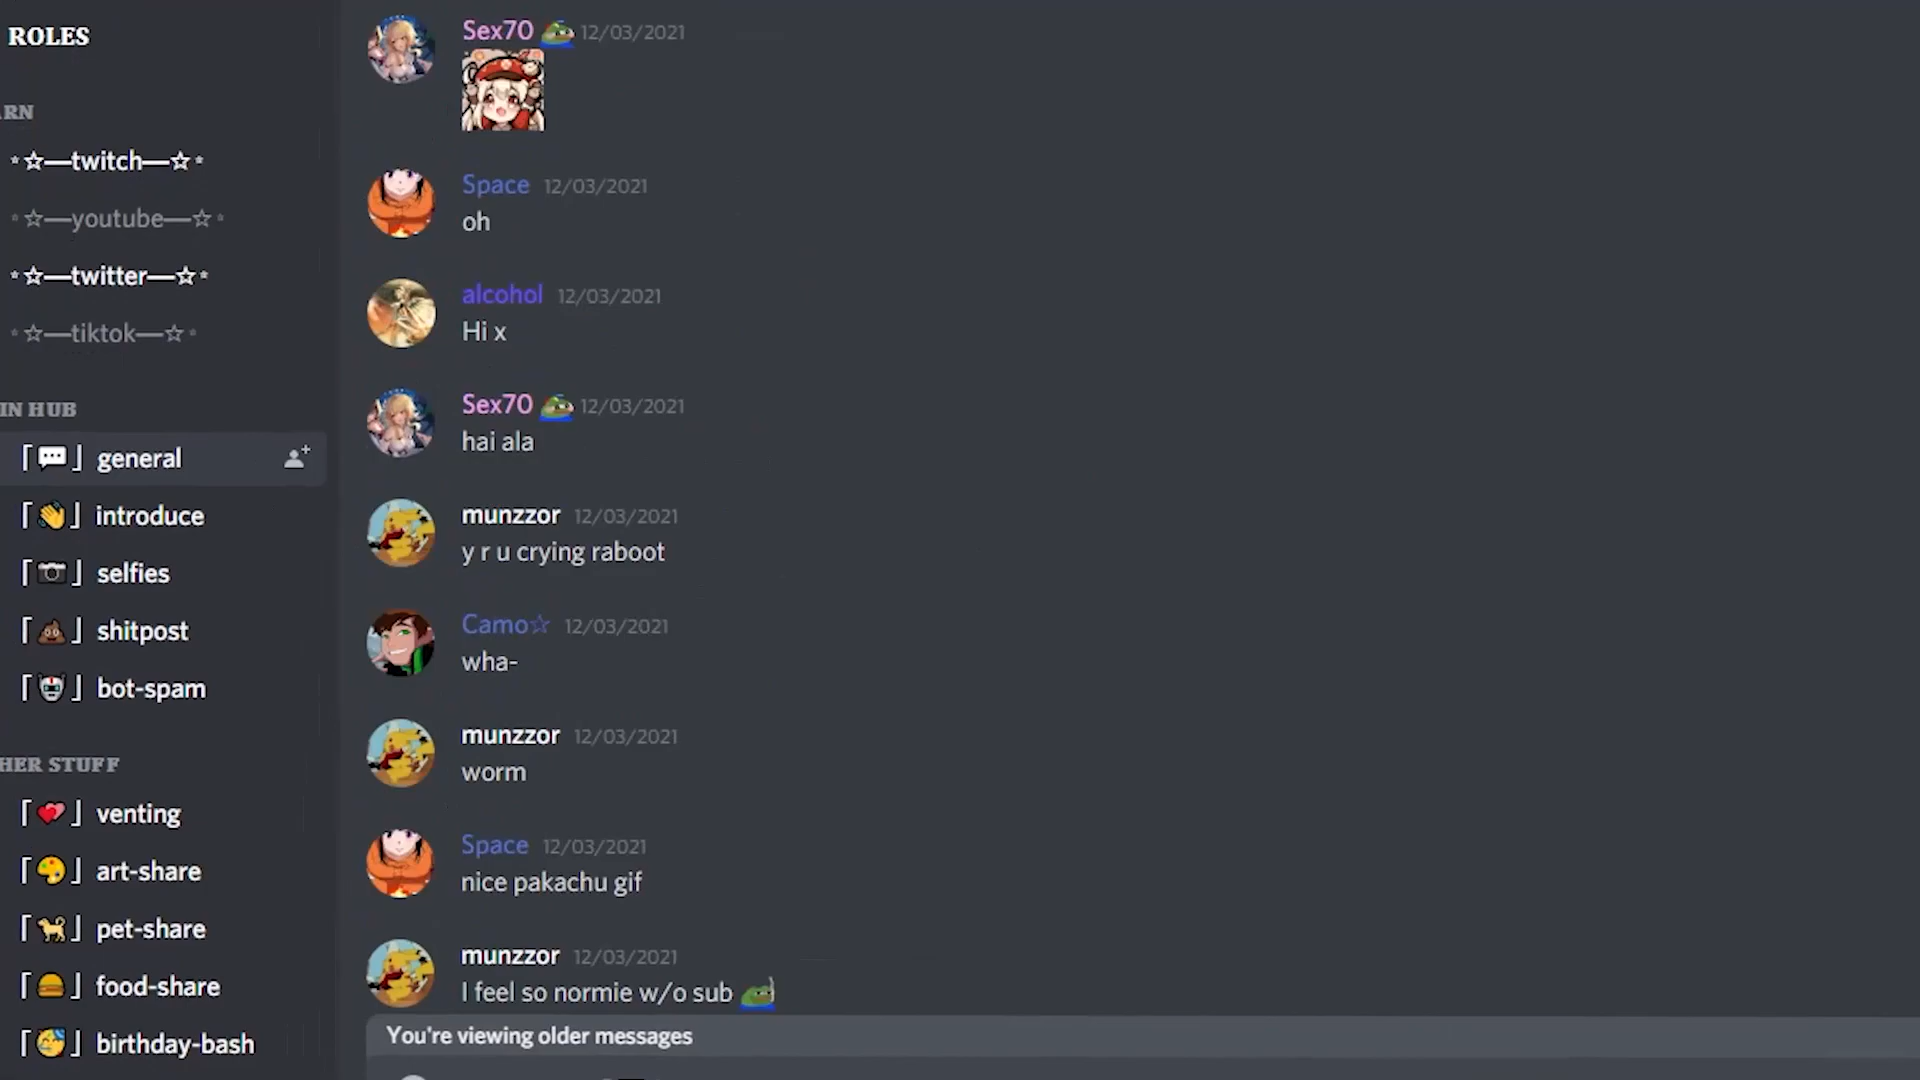 ROLES
RN
*☆—twitch—☆*
*☆—youtube—☆*
*☆—twitter—☆*
*☆—tiktok—☆*
IN HUB
「💬」 general
「👋」 introduce
「📷」 selfies
「💩」 shitpost
「🤖」 bot-spam
HER STUFF
「💕」 venting
「🎨」 art-share
「🐕」 pet-share
「🍔」 food-share
「🥳」 birthday-bash
Sex70 12/03/2021
Space 12/03/2021
oh
alcohol 12/03/2021
Hi x
Sex70 12/03/2021
hai ala
munzzor 12/03/2021
y r u crying raboot
Camo☆ 12/03/2021
wha-
munzzor 12/03/2021
worm
Space 12/03/2021
nice pakachu gif
munzzor 12/03/2021
I feel so normie w/o sub
You're viewing older messages